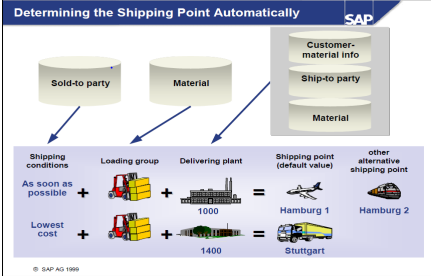 Determining the Shipping Point Automatically
SAP
Customer-
material info
Sold-to party
Material
Ship-to party
Material
Shipping
conditions
Loading group
Delivering plant
Shipping point
(default value)
other
alternative
shipping point
As soon as
possible
+
+
=
1000
Hamburg 1
Hamburg 2
Lowest
cost
+
+
=
1400
Stuttgart
© SAP AG 1999